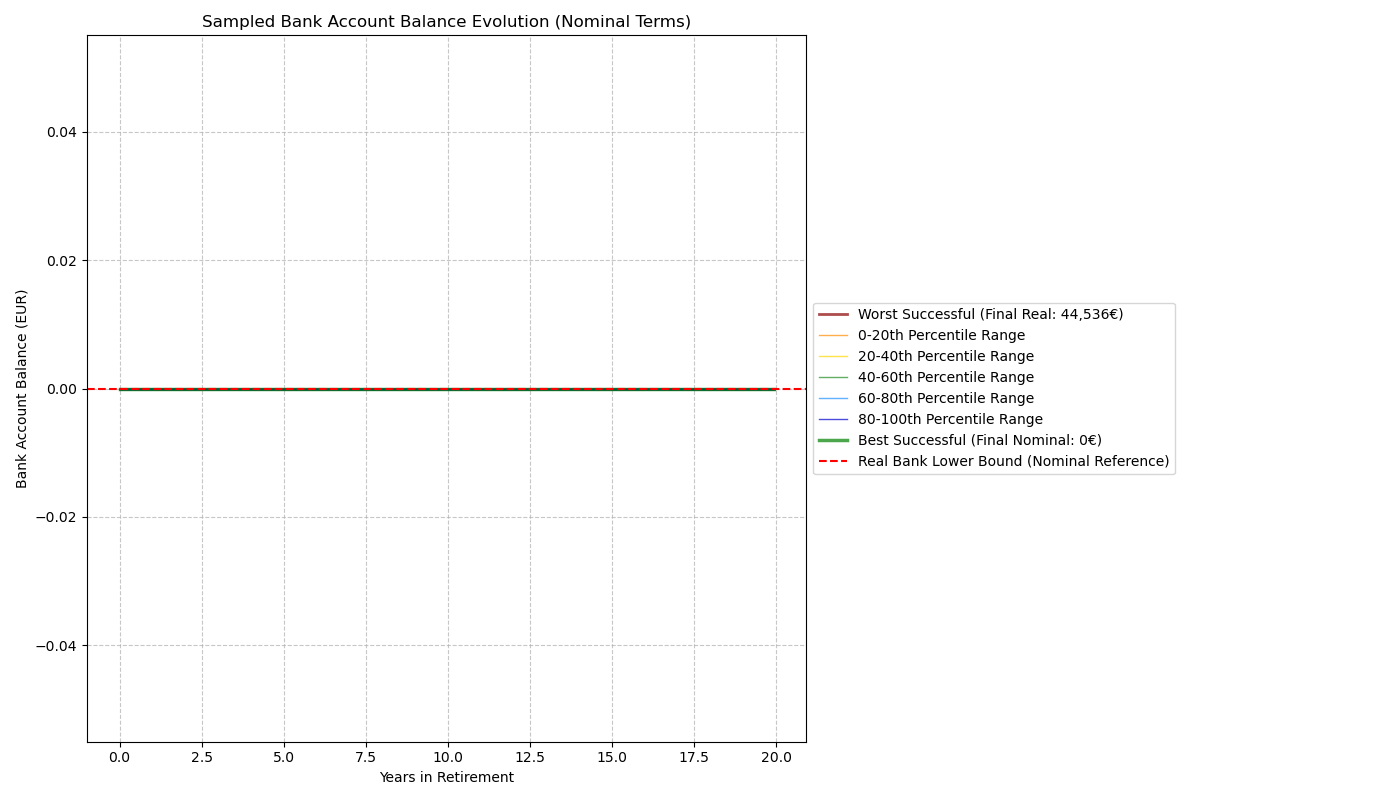 Sampled Bank Account Balance Evolution (Nominal Terms)
Bank Account Balance (EUR)
0.04
0.02
0.00
−0.02
−0.04
0.0
2.5
5.0
7.5
10.0
12.5
15.0
17.5
20.0
Years in Retirement
Worst Successful (Final Real: 44,536€)
0-20th Percentile Range
20-40th Percentile Range
40-60th Percentile Range
60-80th Percentile Range
80-100th Percentile Range
Best Successful (Final Nominal: 0€)
Real Bank Lower Bound (Nominal Reference)